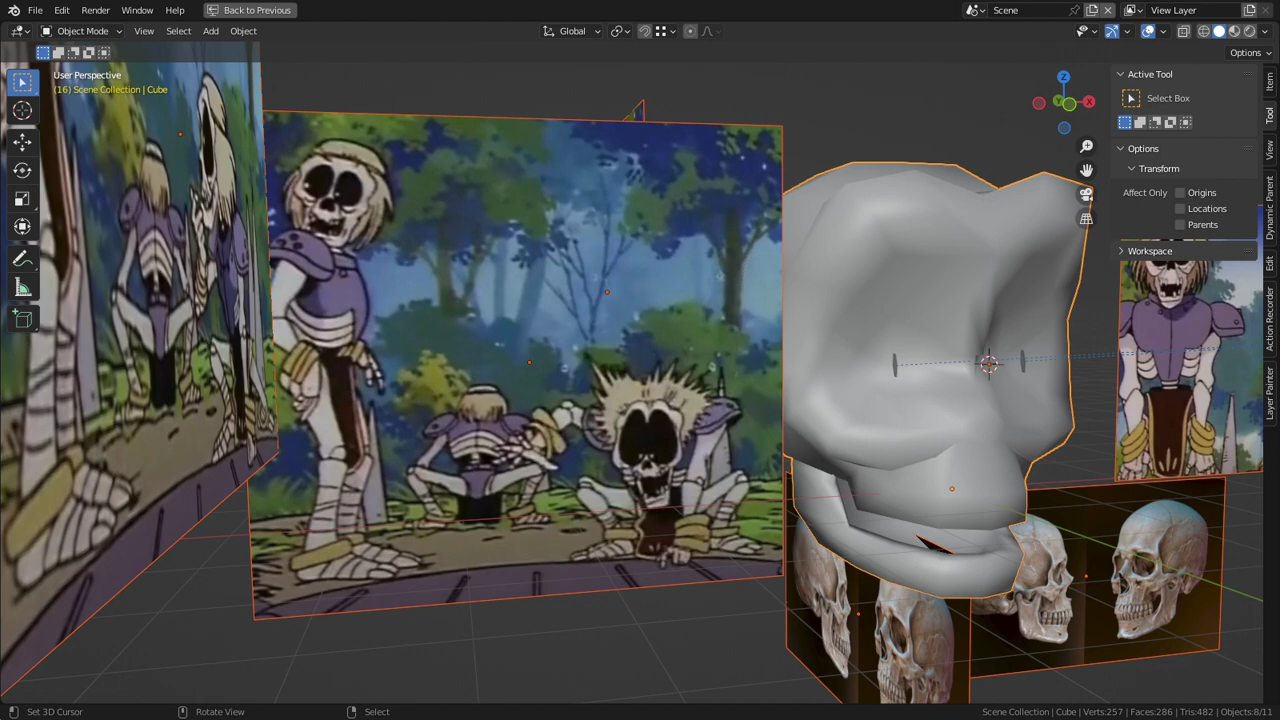 File Edit Render Window Help Back to Previous Scene View Layer
Object Mode View Select Add Object Global
Options
User Perspective
(16) Scene Collection | Cube
Z
Y
X
Active Tool
Select Box
Options
Transform
Affect Only Origins
Locations
Parents
Workspace
Item
Tool
View
Dynamic Parent
Edit
Action Recorder
Layer Painter
Set 3D Cursor Rotate View Select Scene Collection | Cube | Verts:257 | Faces:286 | Tris:482 | Objects:8/11